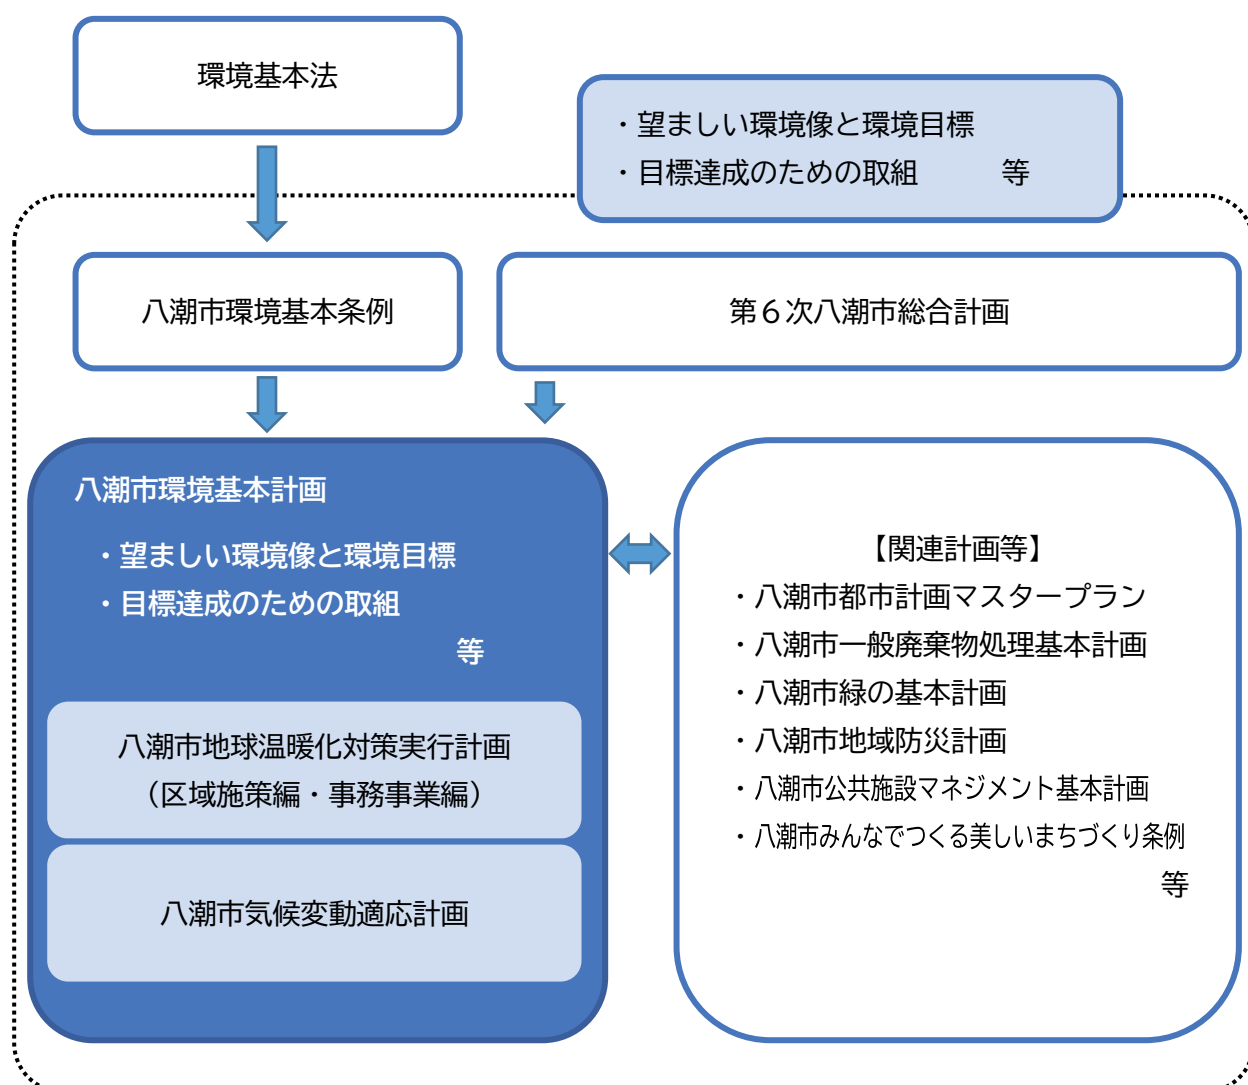 環境基本法
・望ましい環境像と環境目標
・目標達成のための取組　　　等
八潮市環境基本条例
第６次八潮市総合計画
八潮市環境基本計画
・望ましい環境像と環境目標
・目標達成のための取組
等
八潮市地球温暖化対策実行計画
（区域施策編・事務事業編）
八潮市気候変動適応計画
【関連計画等】
・八潮市都市計画マスタープラン
・八潮市一般廃棄物処理基本計画
・八潮市緑の基本計画
・八潮市地域防災計画
・八潮市公共施設マネジメント基本計画
・八潮市みんなでつくる美しいまちづくり条例
等